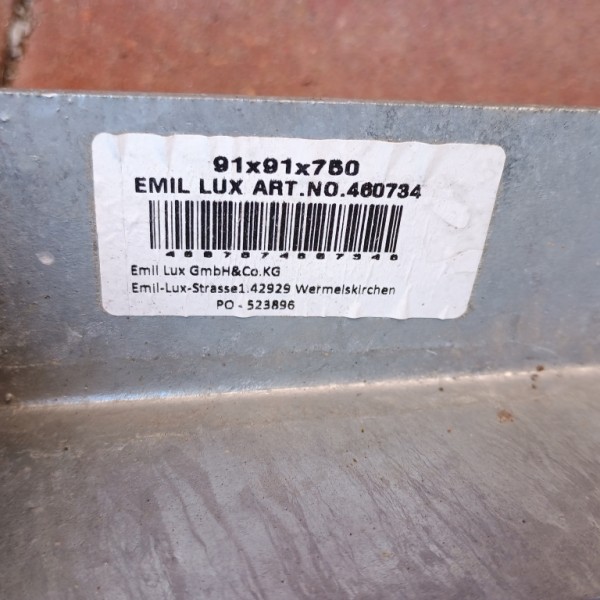 91x91x750
EMIL LUX ART.NO.460734
Emil Lux GmbH&Co.KG
Emil-Lux-Strasse1.42929 Wermelskirchen
PO - 523896